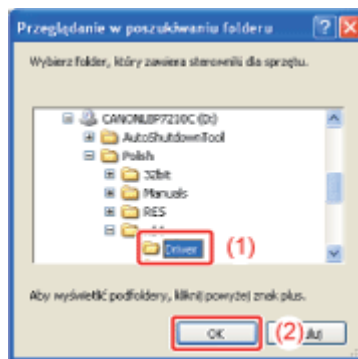 Przeglądanie w poszukiwaniu folderu
Wybierz folder, który zawiera sterowniki dla sprzętu.
CANONLBP7210C (D:)
AutoShutdownTool
Polish
32bit
Manuals
RES
Driver
(1)
Aby wyświetlić podfoldery, kliknij powyżej znak plus.
OK
(2)